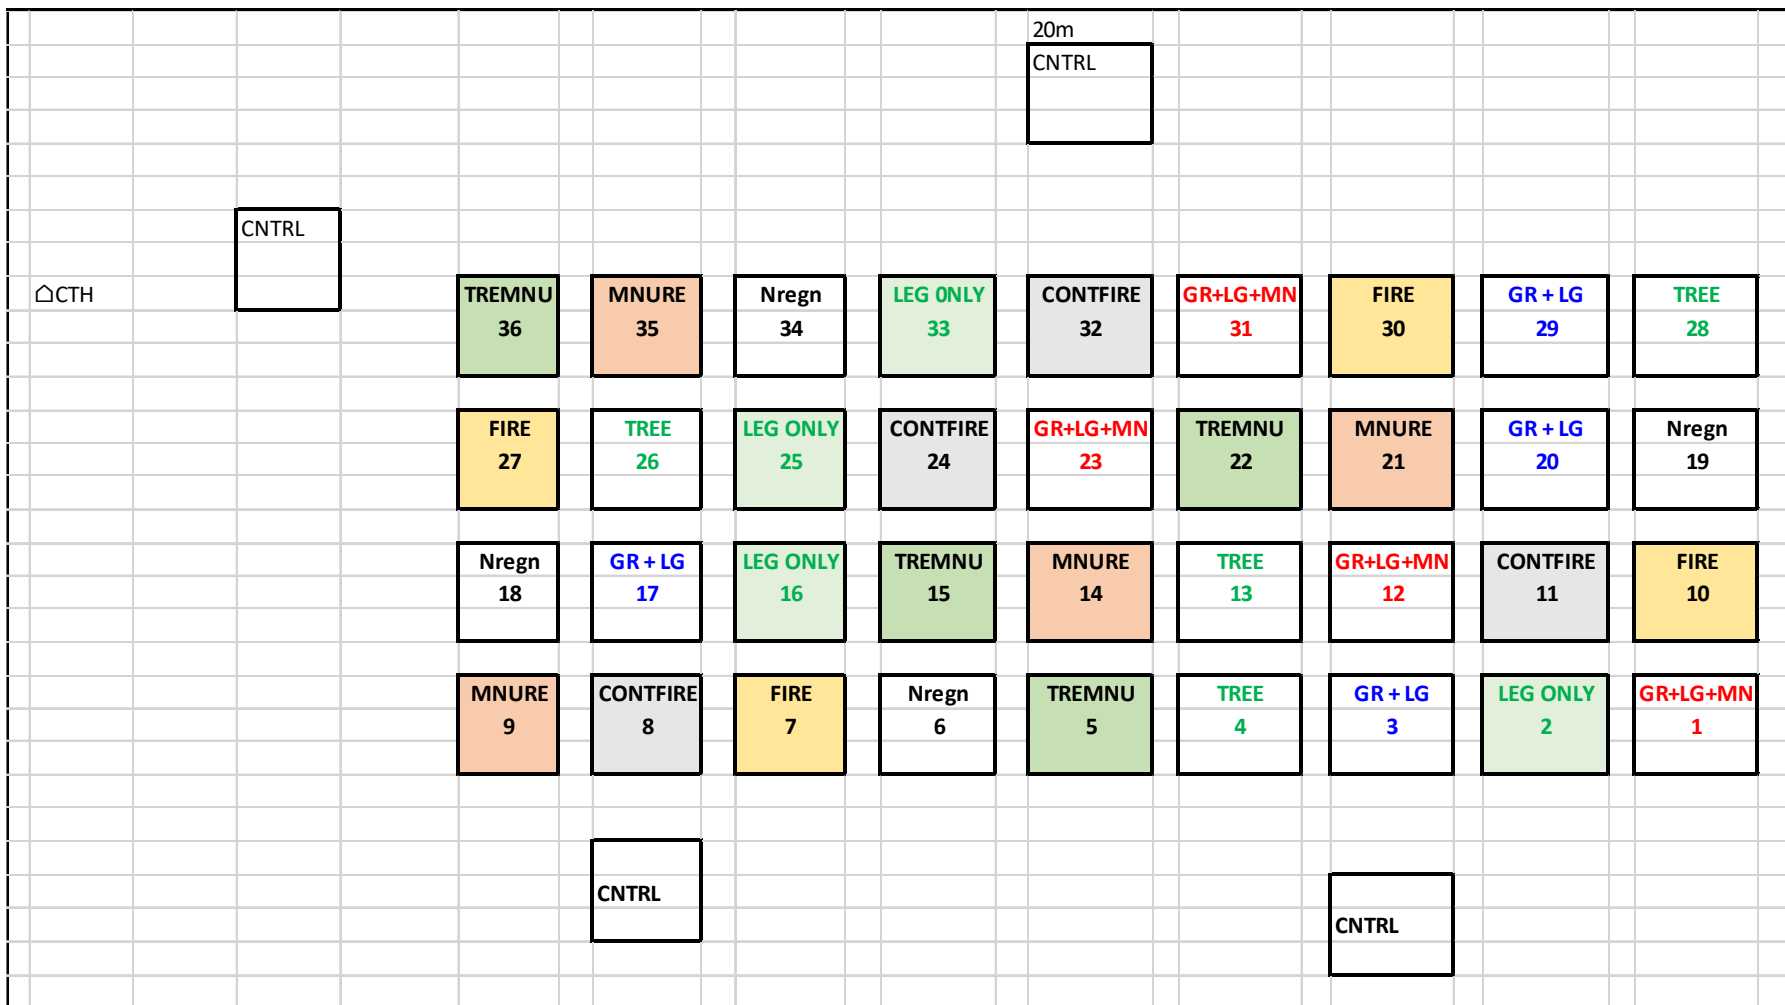 20m
CNTRL
CNTRL
⌂CTH
TREMNU MNURE Nregn LEG 0NLY CONTFIRE GR+LG+MN FIRE GR + LG TREE
36 35 34 33 32 31 30 29 28
FIRE TREE LEG ONLY CONTFIRE GR+LG+MN TREMNU MNURE GR + LG Nregn
27 26 25 24 23 22 21 20 19
Nregn GR + LG LEG ONLY TREMNU MNURE TREE GR+LG+MN CONTFIRE FIRE
18 17 16 15 14 13 12 11 10
MNURE CONTFIRE FIRE Nregn TREMNU TREE GR + LG LEG ONLY GR+LG+MN
9 8 7 6 5 4 3 2 1
CNTRL
CNTRL